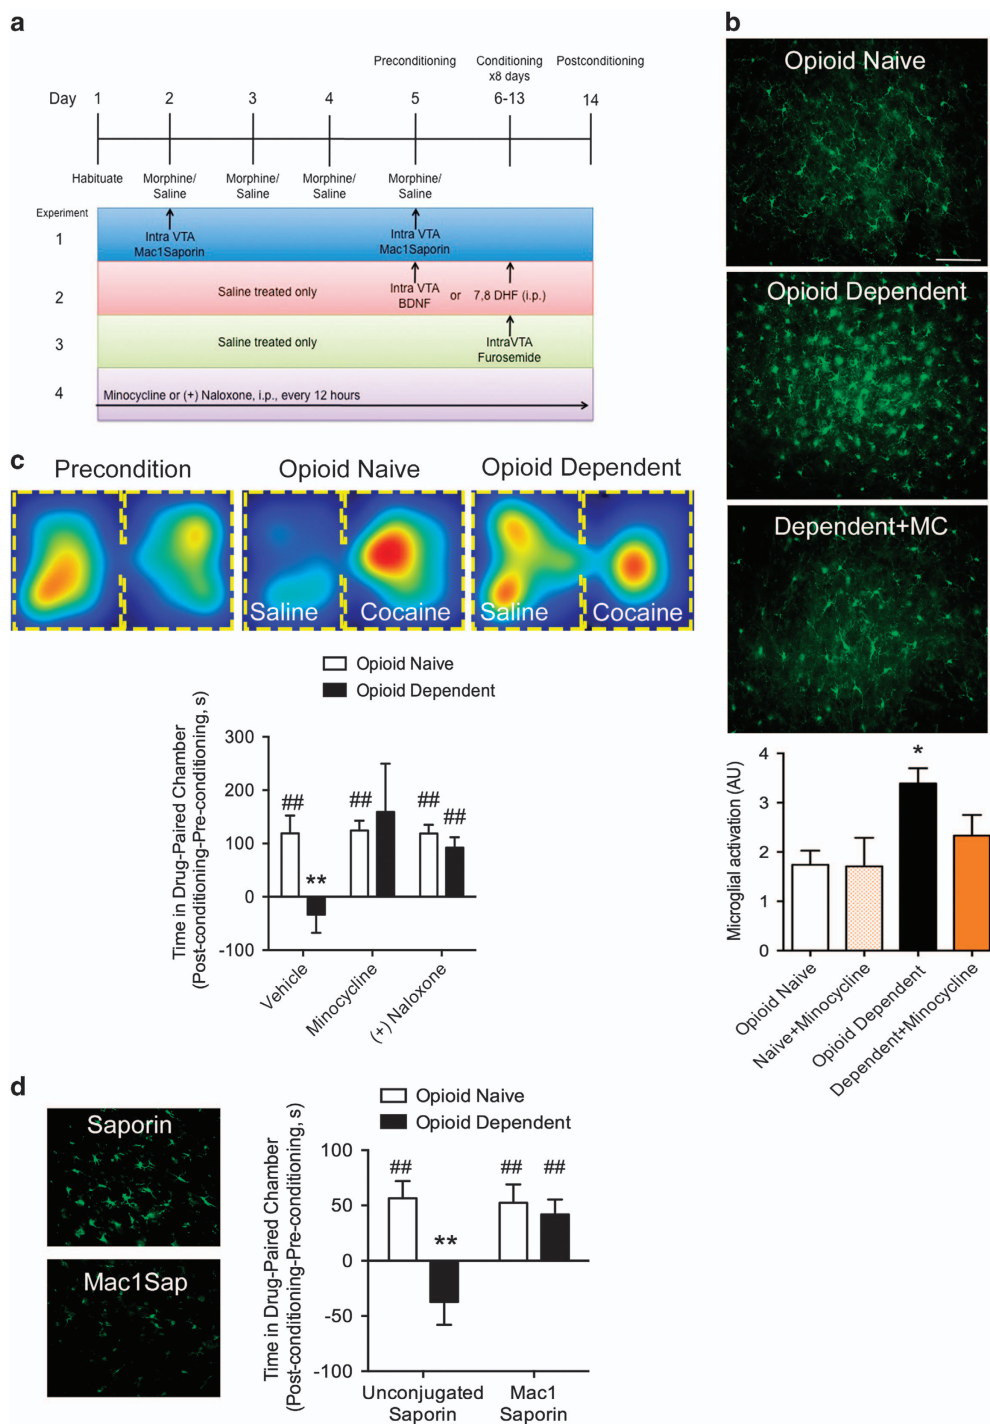 a
Preconditioning
Conditioning
x8 days
Postconditioning
Day 1 2 3 4 5 6-13 14
Habituate
Morphine/
Saline
Morphine/
Saline
Morphine/
Saline
Morphine/
Saline
Experiment
1
Intra VTA
Mac1Saporin
Intra VTA
Mac1Saporin
2
Saline treated only
Intra VTA
BDNF
or
7,8 DHF (i.p.)
3
Saline treated only
IntraVTA
Furosemide
4
Minocycline or (+) Naloxone, i.p., every 12 hours
b
Opioid Naive
Opioid Dependent
Dependent+MC
Microglial activation (AU)
4
3
2
1
0
*
Opioid Naive
Naive+Minocycline
Opioid Dependent
Dependent+Minocycline
c
Precondition
Opioid Naive
Opioid Dependent
Saline
Cocaine
Saline
Cocaine
Opioid Naive
Opioid Dependent
Time in Drug-Paired Chamber
(Post-conditioning-Pre-conditioning, s)
300
200
100
0
-100
##
**
##
##
##
Vehicle
Minocycline
(+) Naloxone
d
Saporin
Mac1Sap
Opioid Naive
Opioid Dependent
Time in Drug-Paired Chamber
(Post-conditioning-Pre-conditioning, s)
100
50
0
-50
-100
##
**
##
##
Unconjugated
Saporin
Mac1
Saporin